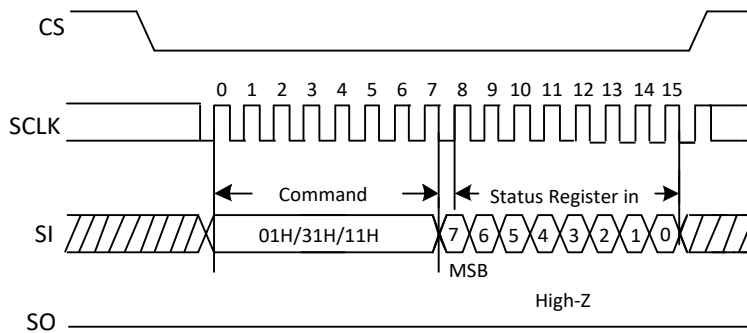 CS
0 1 2 3 4 5 6 7 8 9 10 11 12 13 14 15
SCLK
Command
Status Register in
SI
01H/31H/11H
7 6 5 4 3 2 1 0
MSB
High-Z
SO